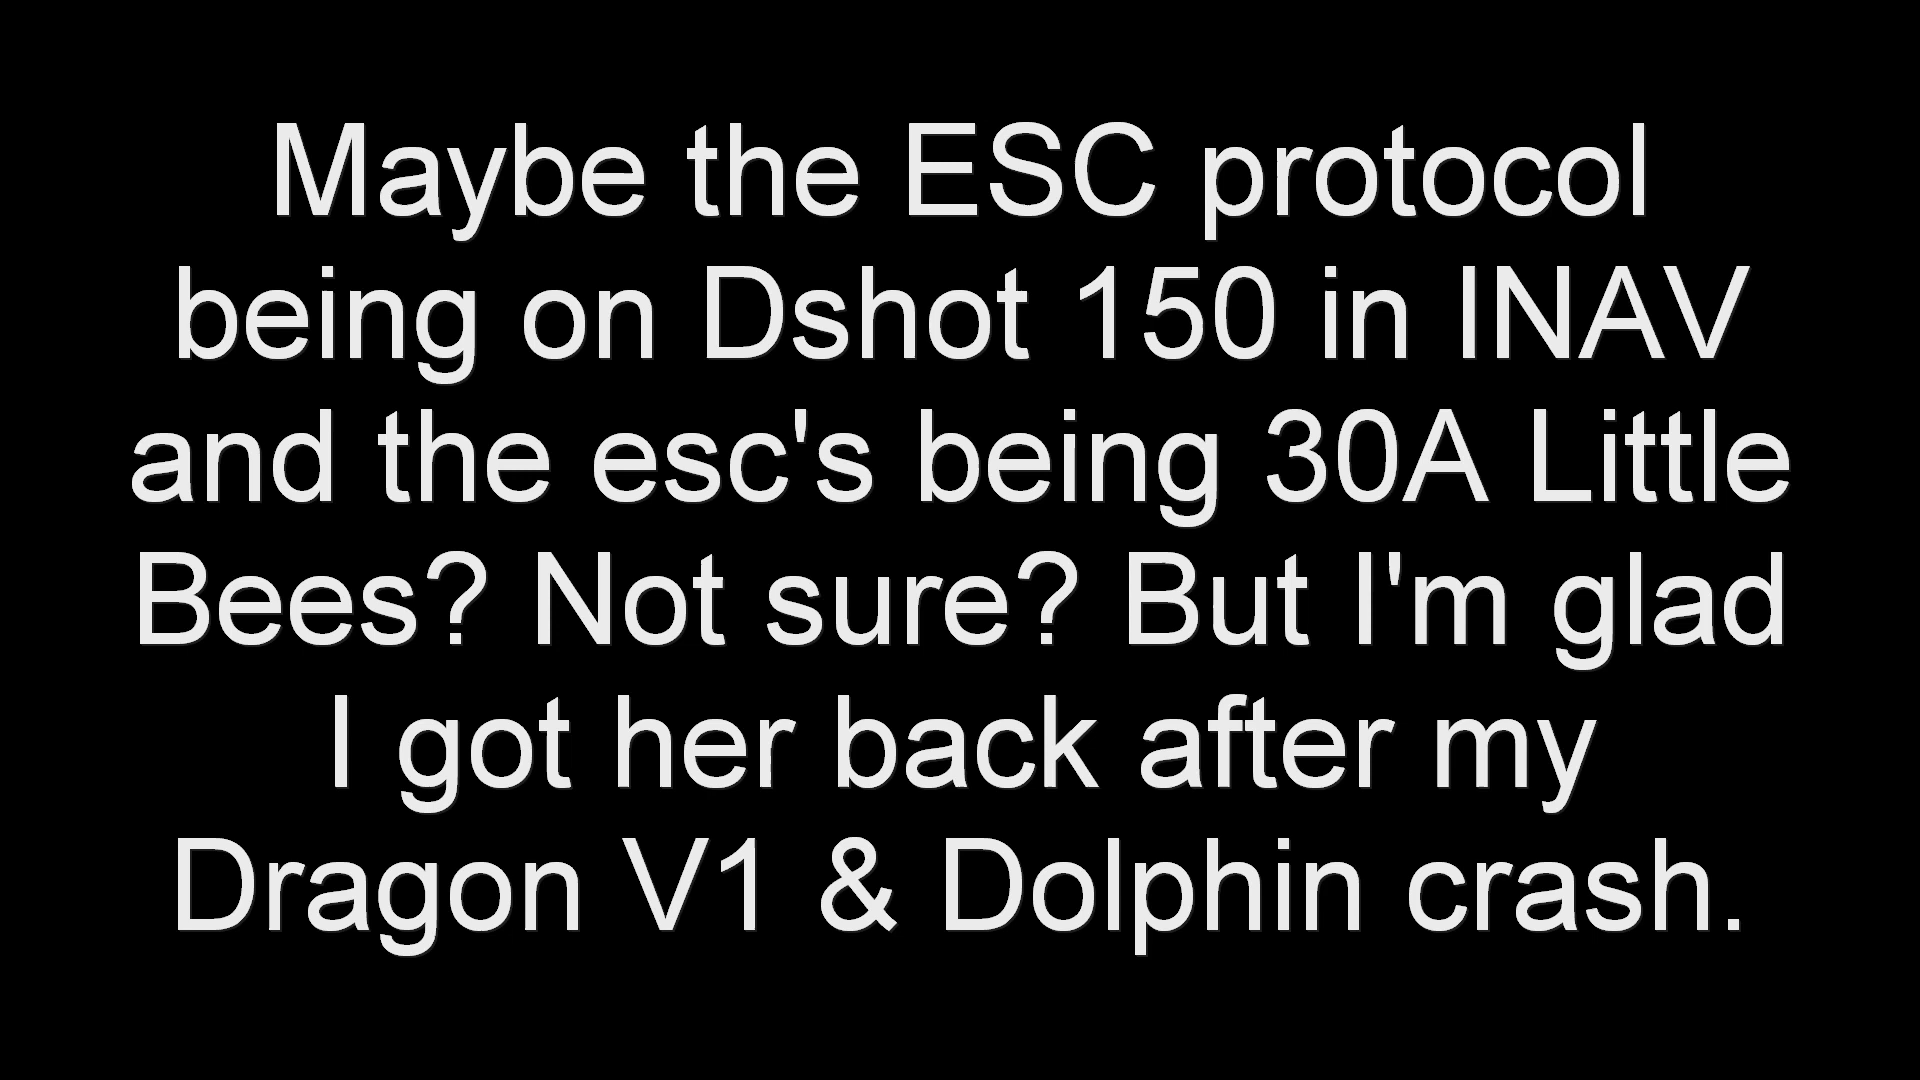 Maybe the ESC protocol
being on Dshot 150 in INAV
and the esc's being 30A Little
Bees? Not sure? But I'm glad
I got her back after my
Dragon V1 & Dolphin crash.